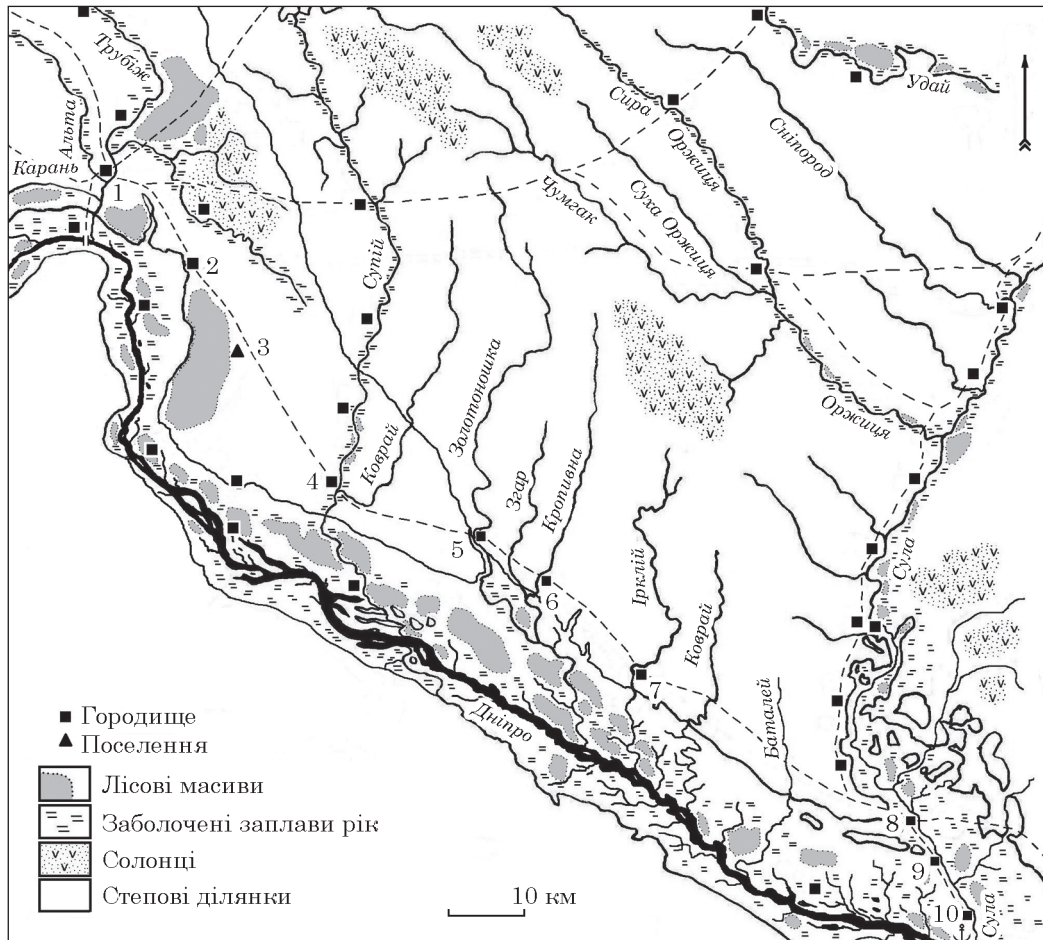 Трубіж
Альта
Карань
1
2
3
4
5
6
7
8
9
10
Супій
Коврай
Золотоношка
Згар
Кропивна
Чумгак
Сира
Оржиця
Суха Оржиця
Сніпород
Удай
Оржиця
Сула
Іркліій
Коврай
Баталей
Дніпро
Сула
Городище
Поселення
Лісові масиви
Заболочені заплави рік
Солонці
Степові ділянки
10 км